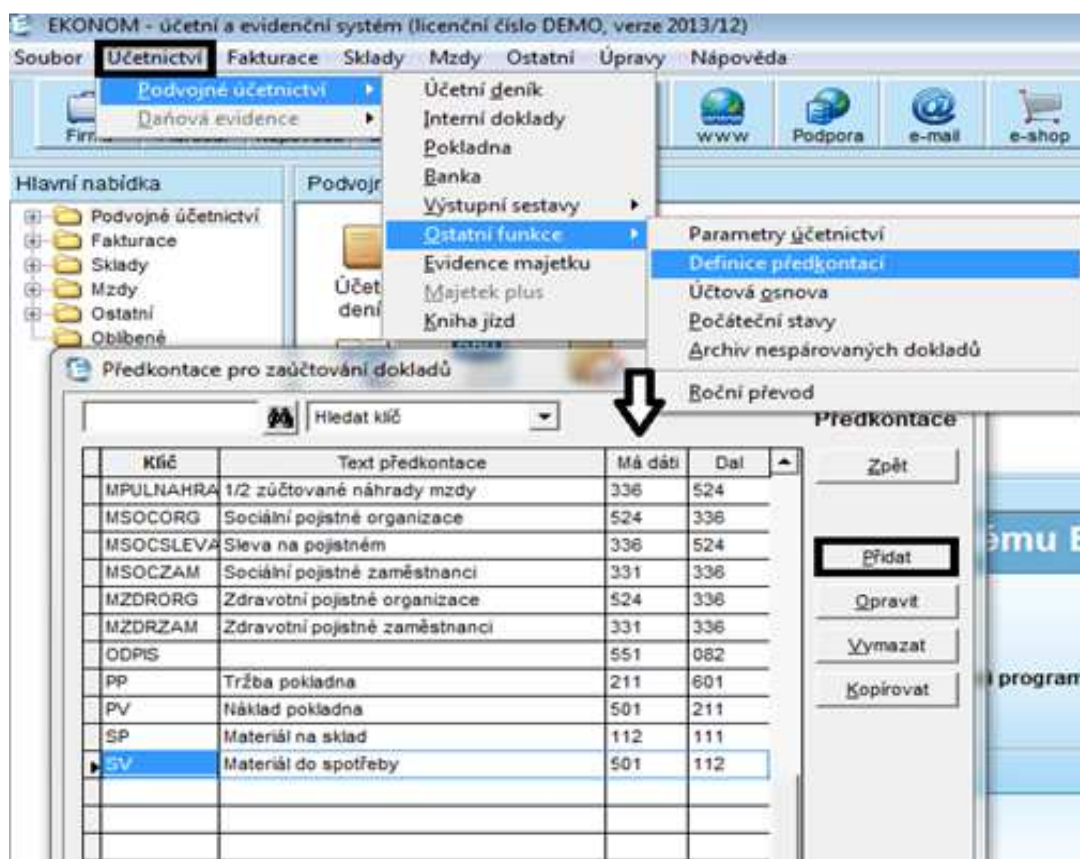 EKONOM - účetní a evidenční systém (licenční číslo DEMO, verze 2013/12)
Soubor Účetnictví Fakturace Sklady Mzdy Ostatní Úpravy Nápověda
Podvojné účetnictví
Daňová evidence
Účetní deník
Interní doklady
Pokladna
Banka
Výstupní sestavy
Ostatní funkce
Evidence majetku
Majetek plus
Kniha jízd
Parametry účetnictví
Definice předkontací
Účtová osnova
Počáteční stavy
Archiv nespárovaných dokladů
Roční převod
www Podpora e-mail e-shop
Hlavní nabídka
Podvojné účetnictví
Fakturace
Sklady
Mzdy
Ostatní
Oblíbené
Předkontace pro zaúčtování dokladů
Hledat klíč
Předkontace
Klíč Text předkontace Má dáti Dal
MPULNAHRA 1/2 zúčtované náhrady mzdy 336 524
MSOCORG Sociální pojistné organizace 524 336
MSOCSLEVA Sleva na pojistném 336 524
MSOCZAM Sociální pojistné zaměstnanci 331 336
MZDRORG Zdravotní pojistné organizace 524 336
MZDRZAM Zdravotní pojistné zaměstnanci 331 336
ODPIS 551 082
PP Tržba pokladna 211 601
PV Náklad pokladna 501 211
SP Materiál na sklad 112 111
SV Materiál do spotřeby 501 112
Zpět
Přidat
Opravit
Vymazat
Kopírovat
program